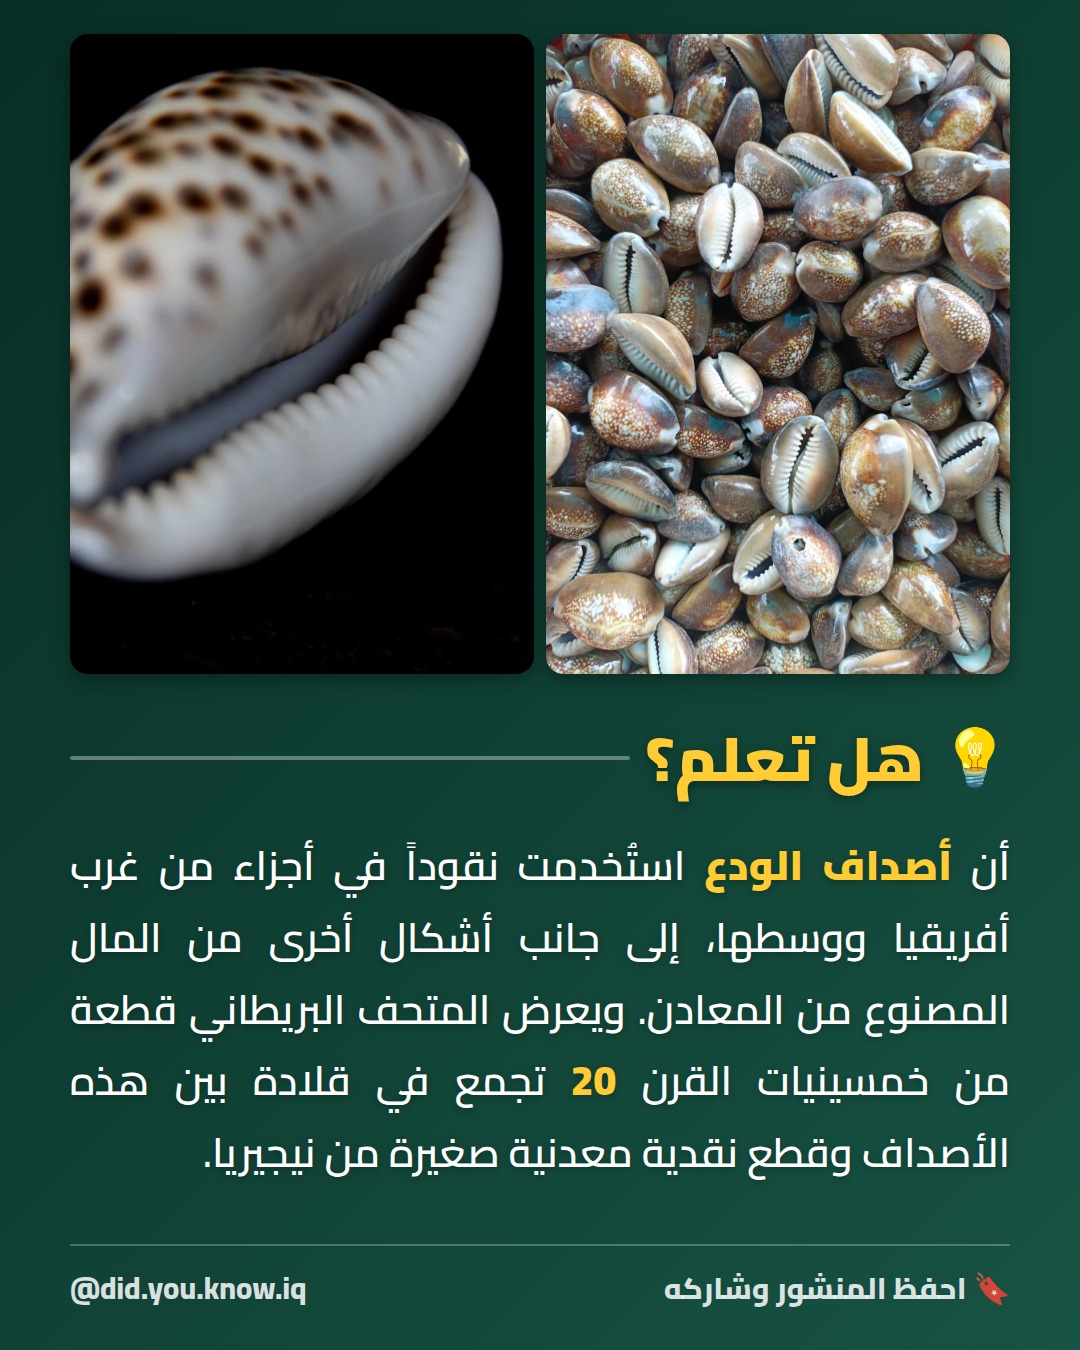 💡 هل تعلم؟
أن أصداف الودع استُخدمت نقوداً في أجزاء من غرب
أفريقيا ووسطها، إلى جانب أشكال أخرى من المال
المصنوع من المعادن. ويعرض المتحف البريطاني قطعة
من خمسينيات القرن 20 تجمع في قلادة بين هذه
الأصداف وقطع نقدية معدنية صغيرة من نيجيريا.
🔖 احفظ المنشور وشاركه
@did.you.know.iq